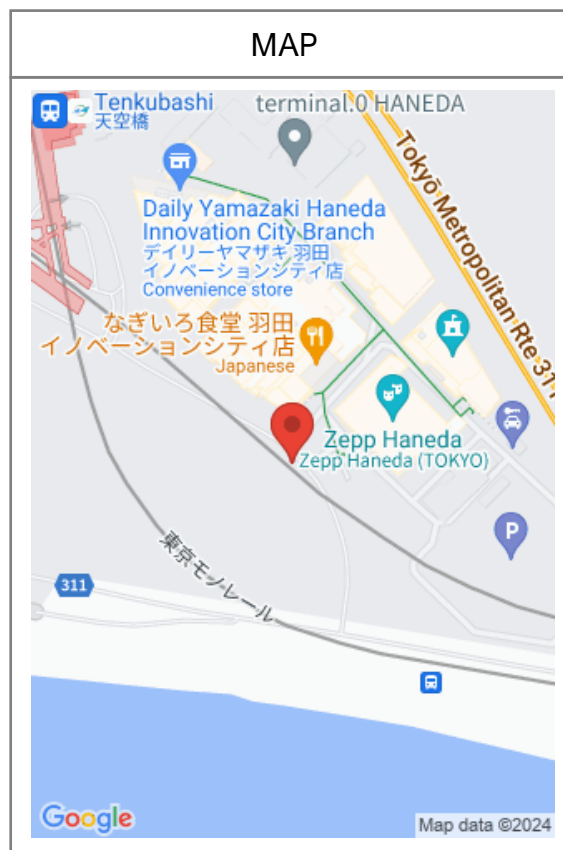 MAP
Tenkubashi
天空橋
terminal.0 HANEDA
Tokyo Metropolitan Rte 311
Daily Yamazaki Haneda
Innovation City Branch
デイリーヤマザキ 羽田
イノベーションシティ店
Convenience store
なぎいろ食堂 羽田
イノベーションシティ店
Japanese
Zepp Haneda
Zepp Haneda (TOKYO)
P
東京モノレール
311
Google
Map data ©2024